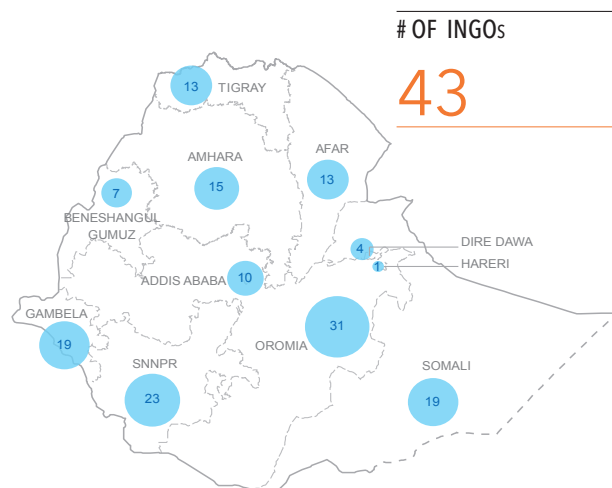 # OF INGOs
43
13
TIGRAY
AMHARA
15
AFAR
13
7
BENESHANGUL
GUMUZ
4
DIRE DAWA
1
HARERI
ADDIS ABABA
10
GAMBELA
19
31
OROMIA
SNNPR
23
SOMALI
19